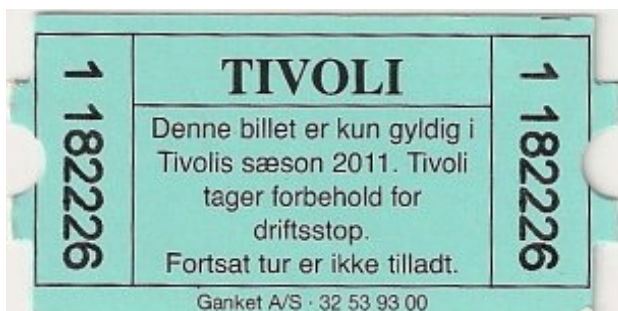 TIVOLI
1 182226
Denne billet er kun gyldig i
Tivolis sæson 2011. Tivoli
tager forbehold for
driftsstop.
Fortsat tur er ikke tilladt.
1 182226
Ganket A/S · 32 53 93 00